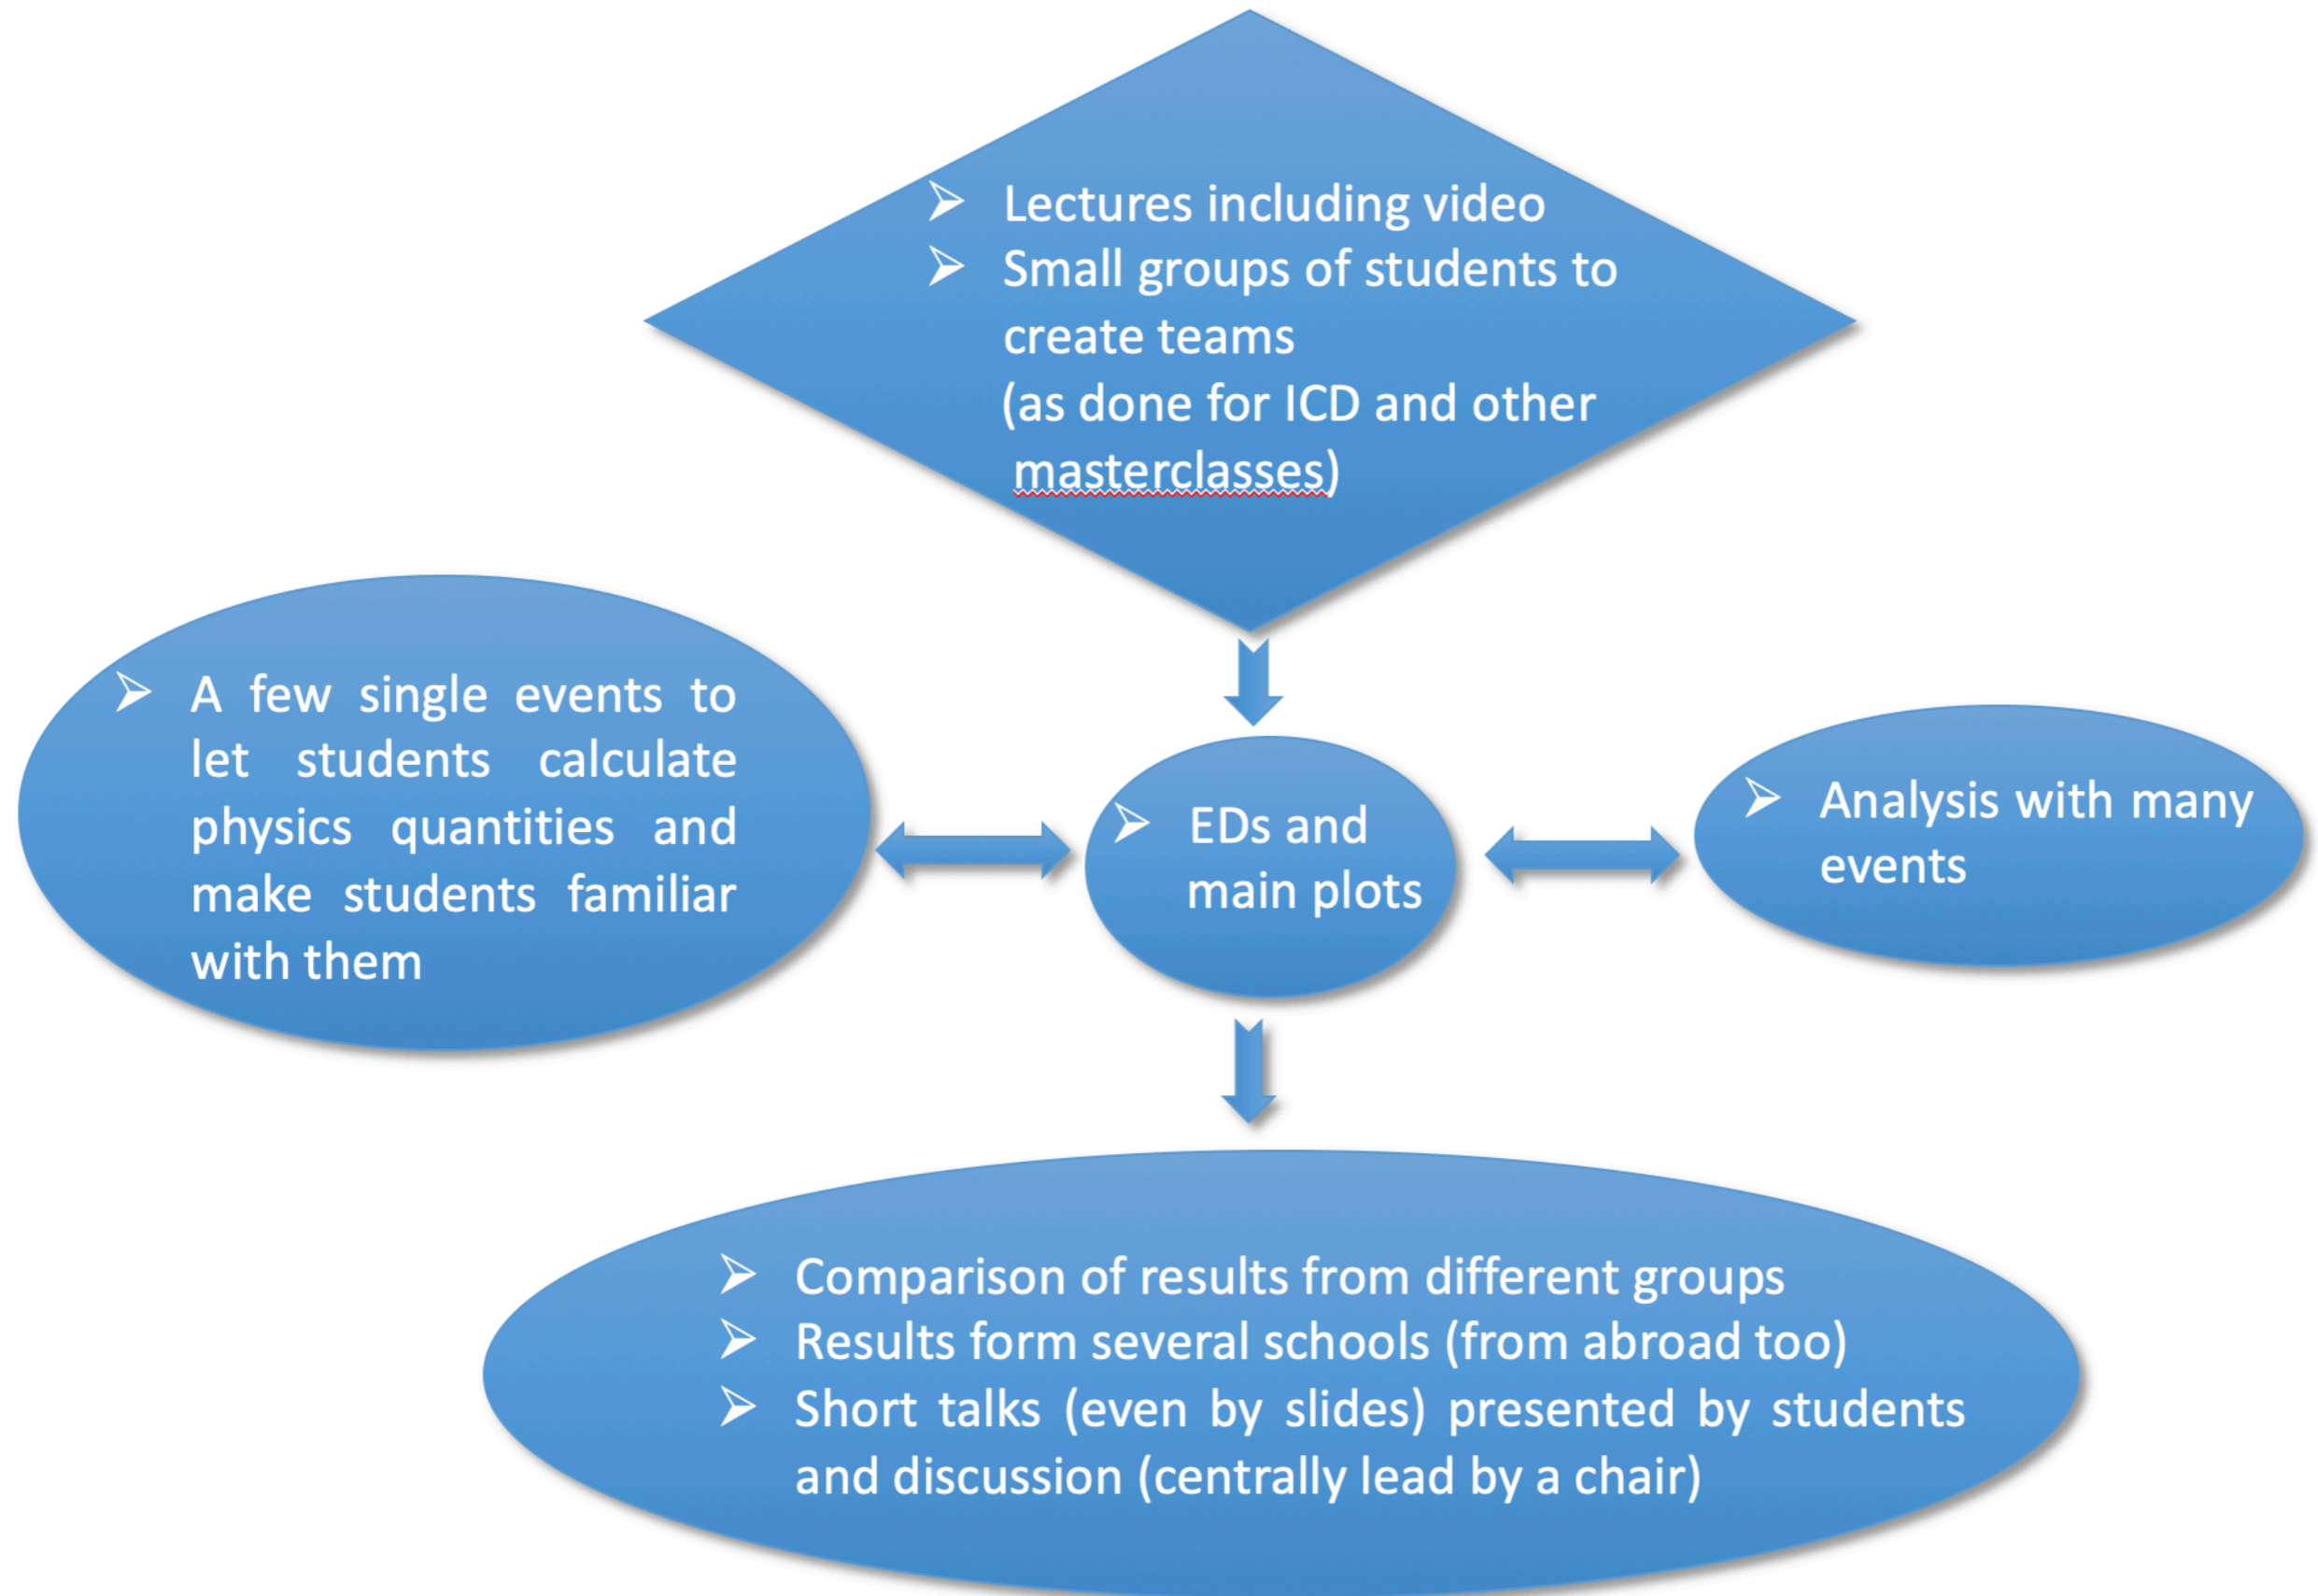 ➢ Lectures including video
➢ Small groups of students to
create teams
(as done for ICD and other
masterclasses)
➢ A few single events to
let students calculate
physics quantities and
make students familiar
with them
➢ EDs and
main plots
➢ Analysis with many
events
➢ Comparison of results from different groups
➢ Results form several schools (from abroad too)
➢ Short talks (even by slides) presented by students
and discussion (centrally lead by a chair)